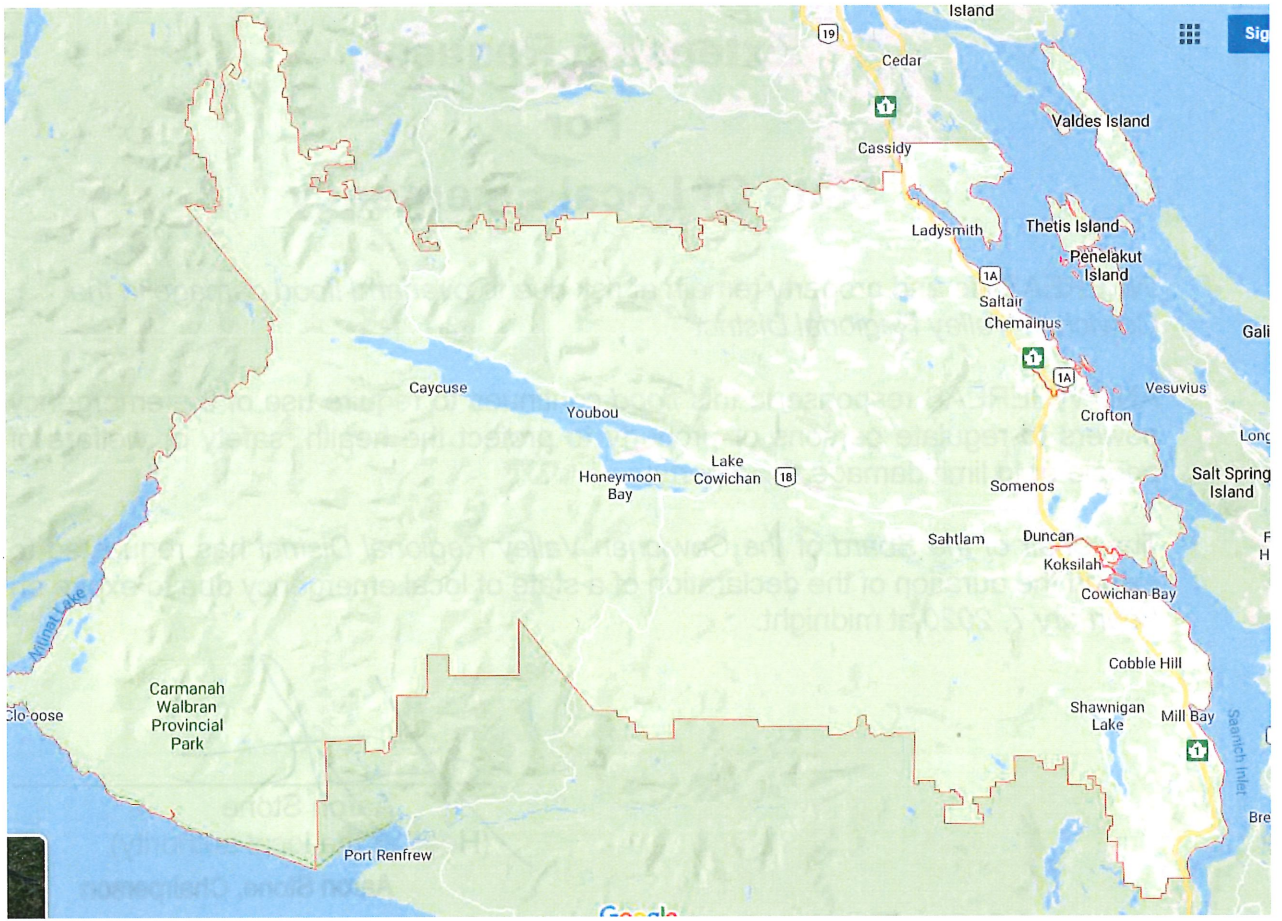 Island
Sig
19
Cedar
1
Valdes Island
Cassidy
Ladysmith
Thetis Island
Penelakut
Island
1A
Saltair
Chemainus
Gali
1
1A
Caycuse
Vesuvius
Youbou
Crofton
Long
Honeymoon
Bay
Lake
Cowichan
18
Somenos
Salt Spring
Island
Sahtlam
Duncan
F
H
Koksilah
Cowichan Bay
Nitinat Lake
Cobble Hill
Carmanah
Walbran
Provincial
Park
Clo-oose
Shawnigan
Lake
Mill Bay
Saanich Inlet
1
Bre
Port Renfrew
Google